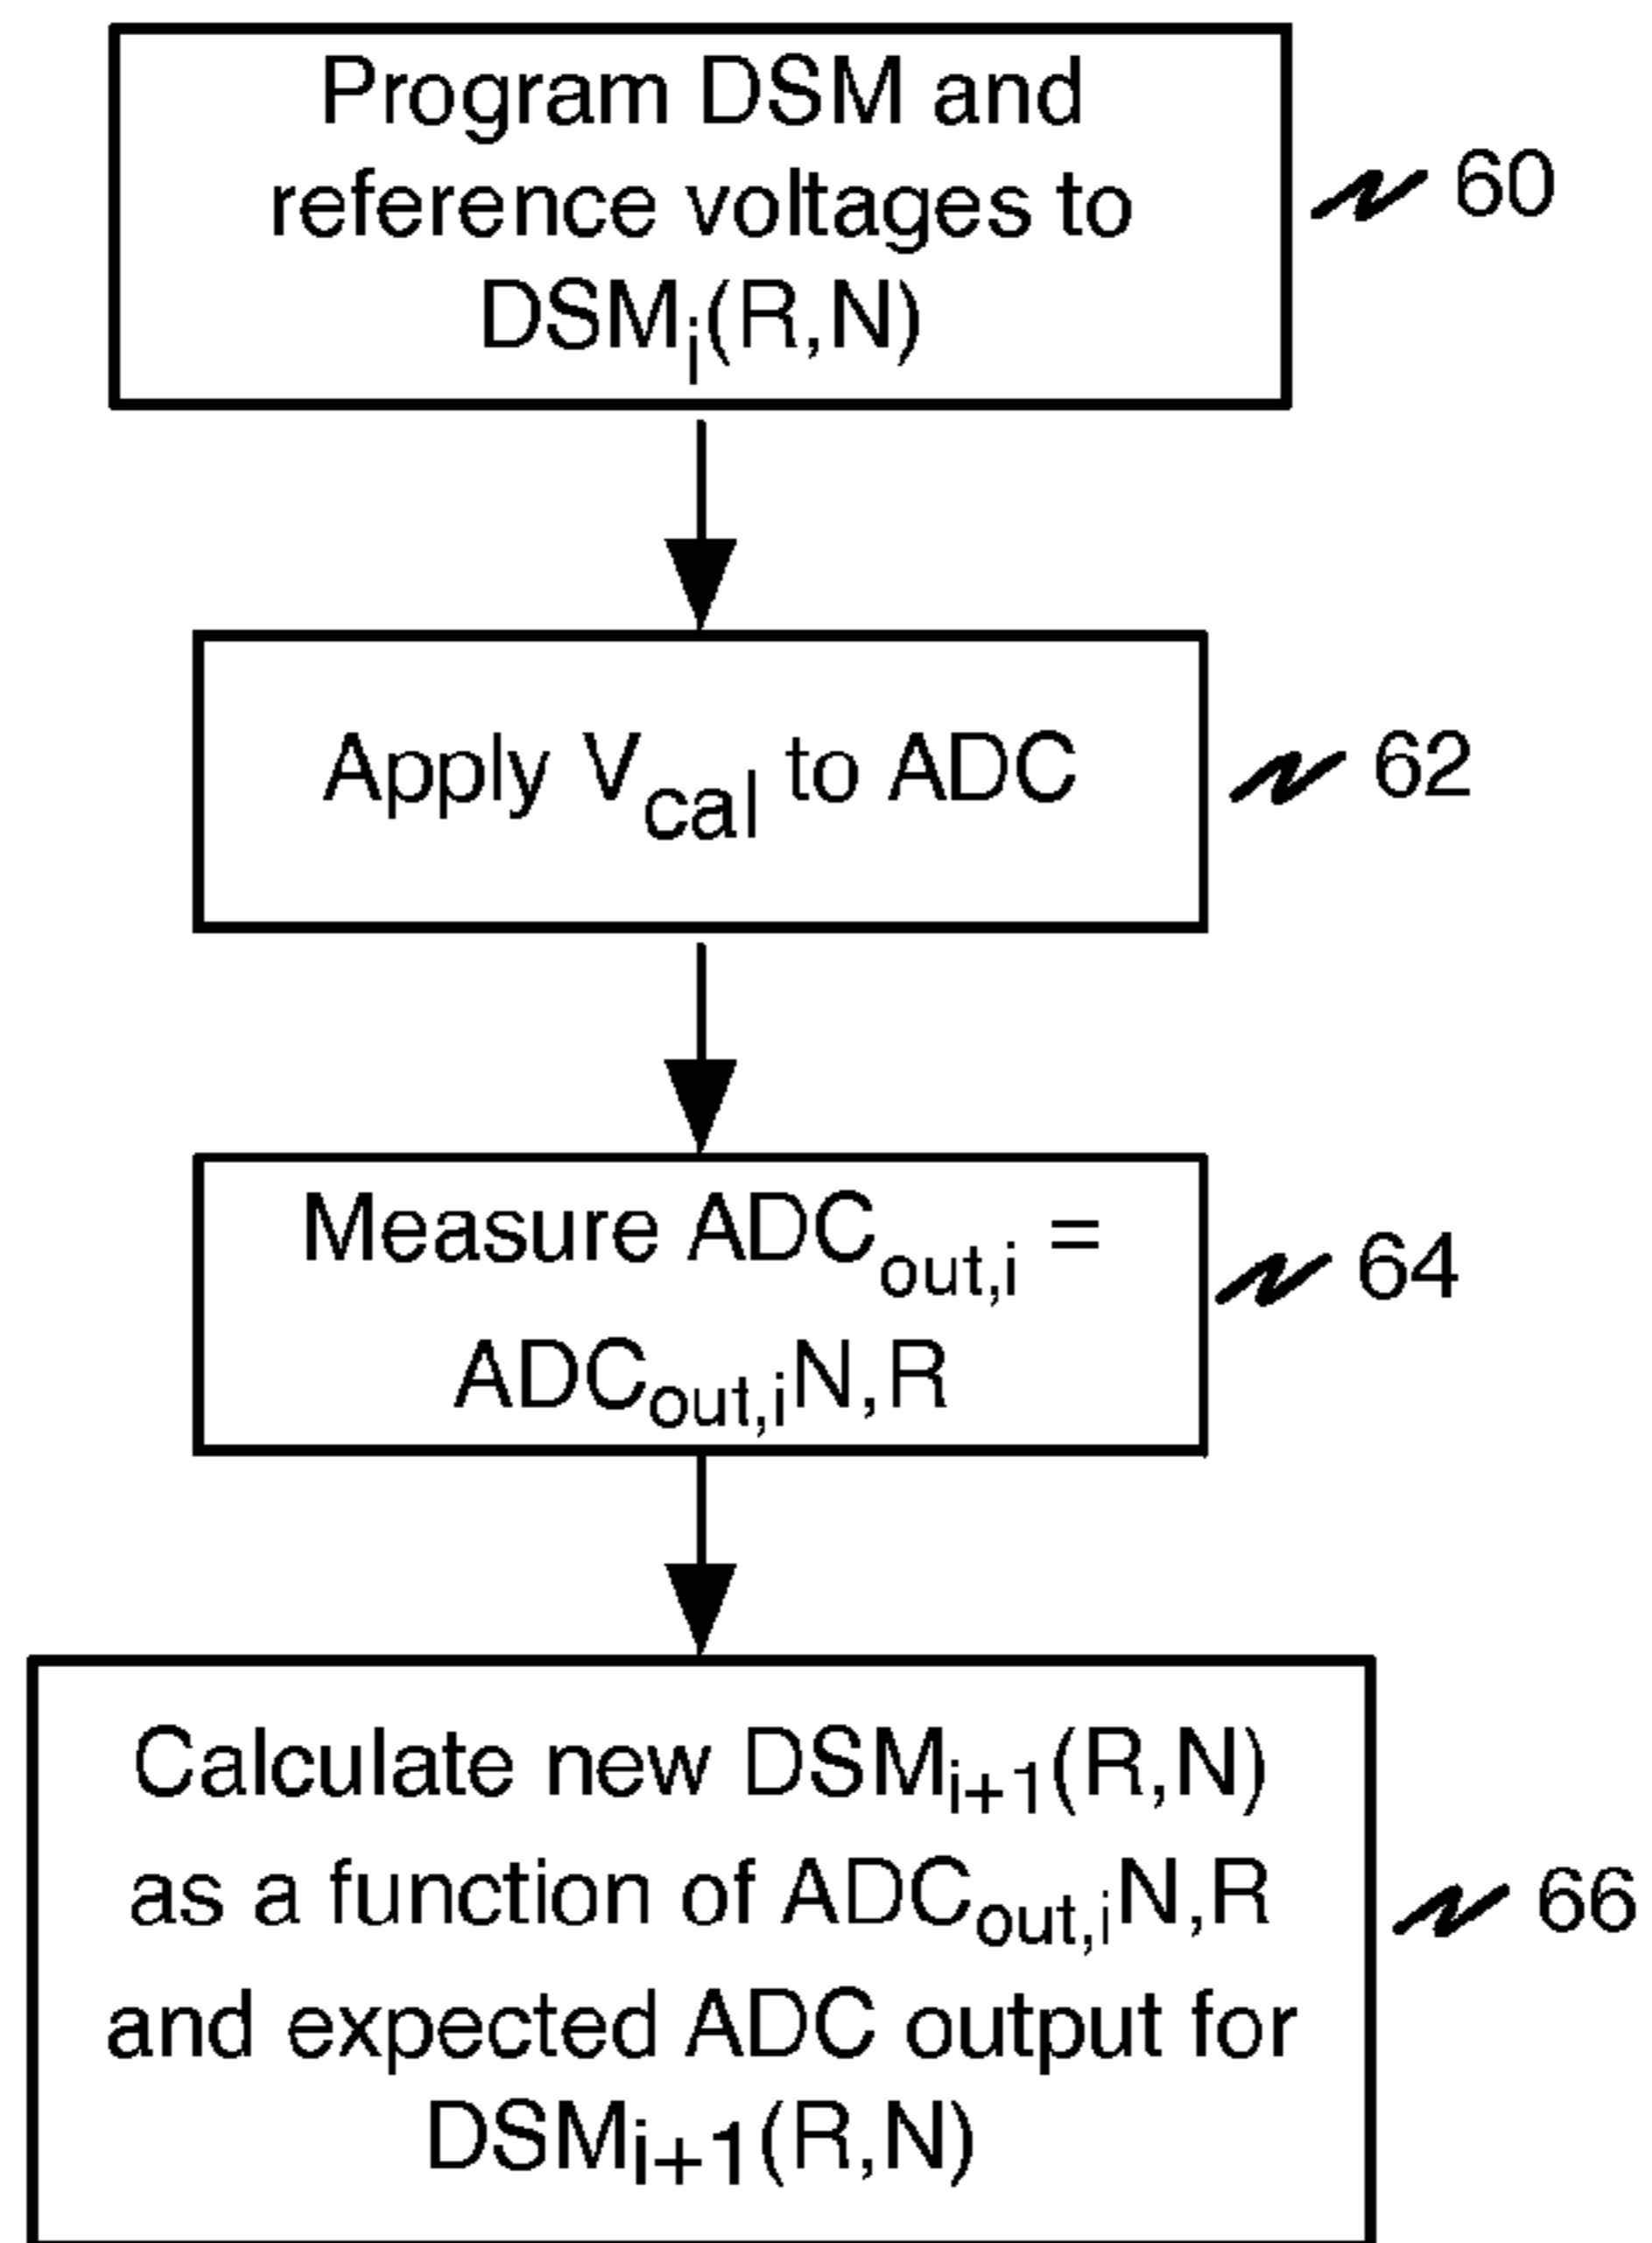 Program DSM and
reference voltages to
DSMi(R,N)
60
Apply Vcal to ADC
62
Measure ADCout,i =
ADCout,iN,R
64
Calculate new DSMi+1(R,N)
as a function of ADCout,iN,R
and expected ADC output for
DSMi+1(R,N)
66